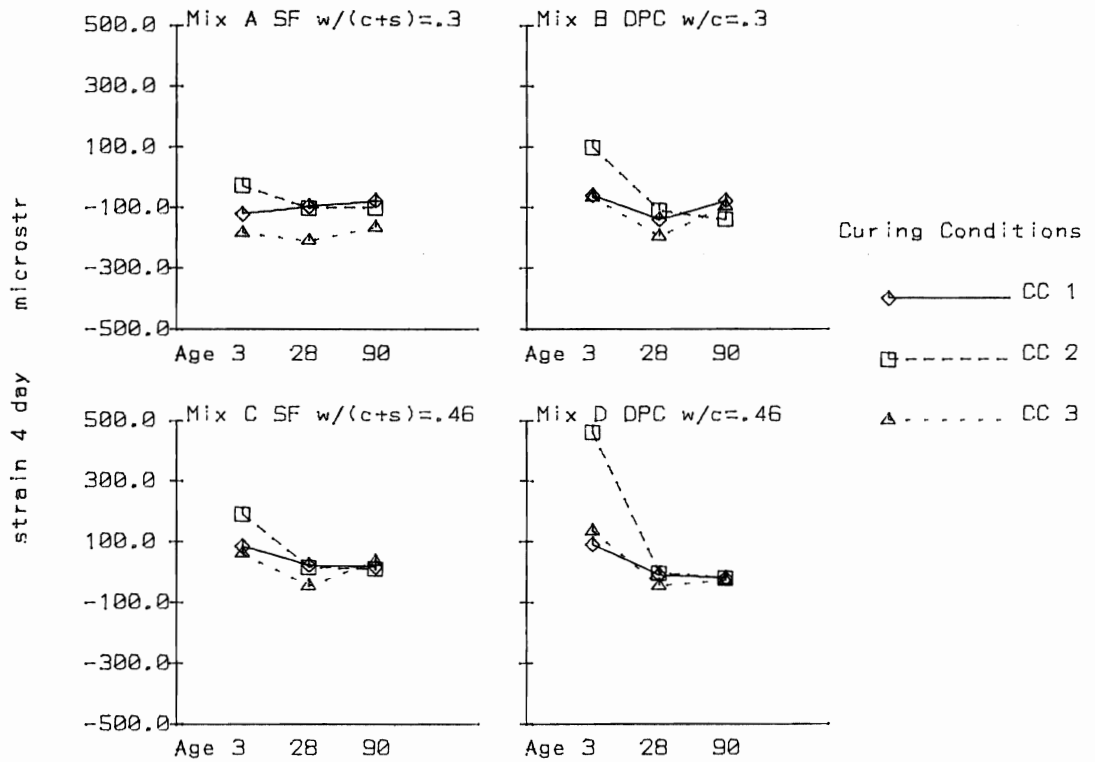 Mix A SF w/(c+s)=.3
500.0
300.0
100.0
-100.0
-300.0
-500.0
Age 3 28 90
Mix B OPC w/c=.3
Age 3 28 90
Mix C SF w/(c+s)=.46
500.0
300.0
100.0
-100.0
-300.0
-500.0
Age 3 28 90
Mix D OPC w/c=.46
Age 3 28 90
strain 4 day microstr
Curing Conditions
CC 1
CC 2
CC 3